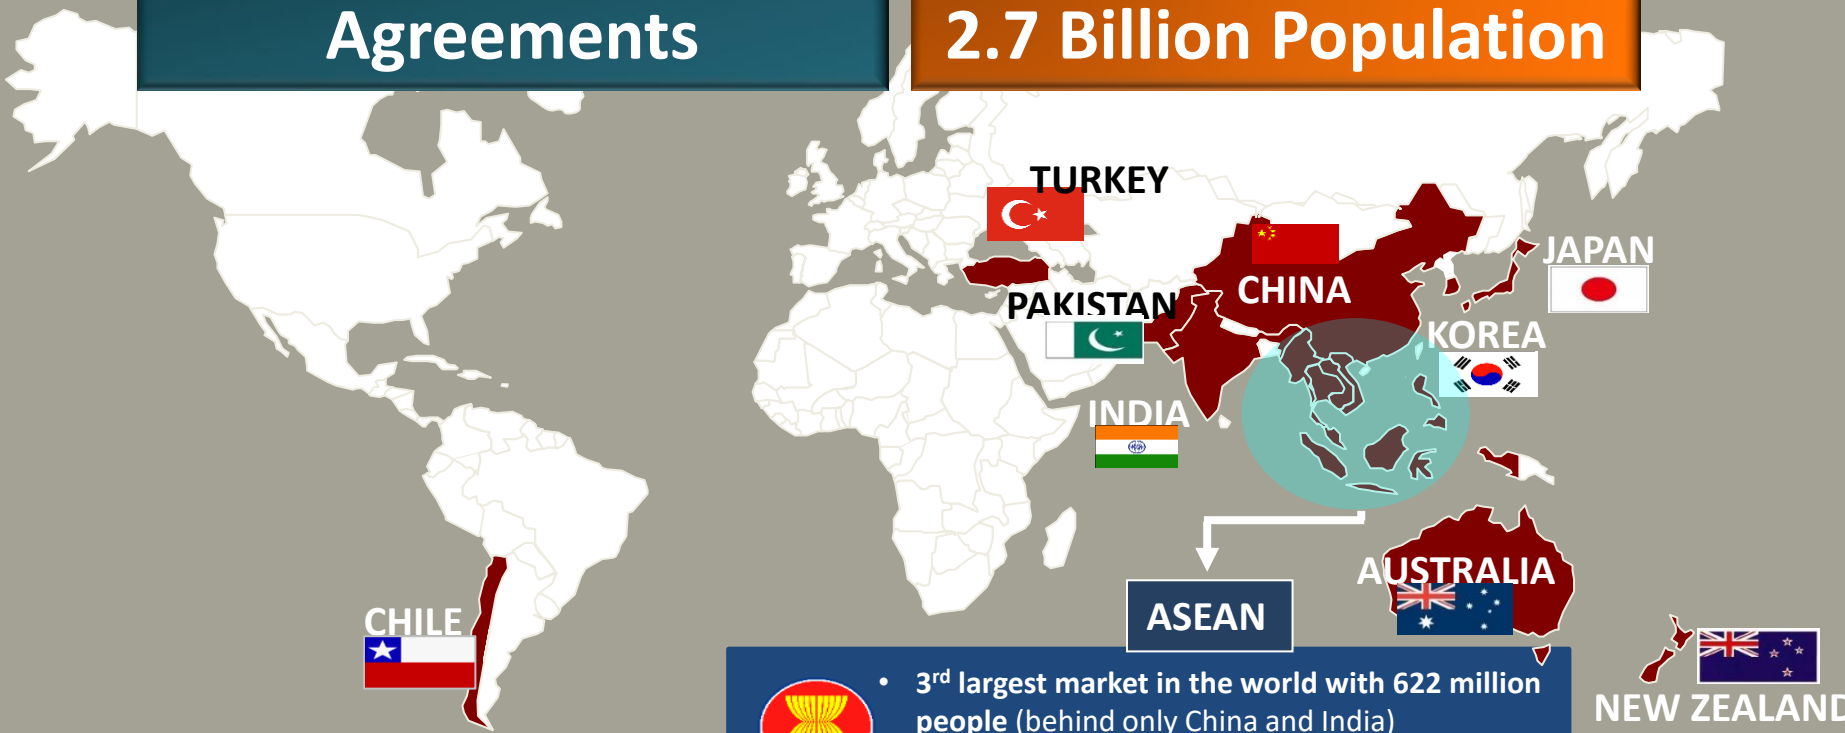 Agreements
2.7 Billion Population
TURKEY
JAPAN
CHINA
PAKISTAN
KOREA
INDIA
AUSTRALIA
CHILE
ASEAN
NEW ZEALAND
• 3rd largest market in the world with 622 million
people (behind only China and India)